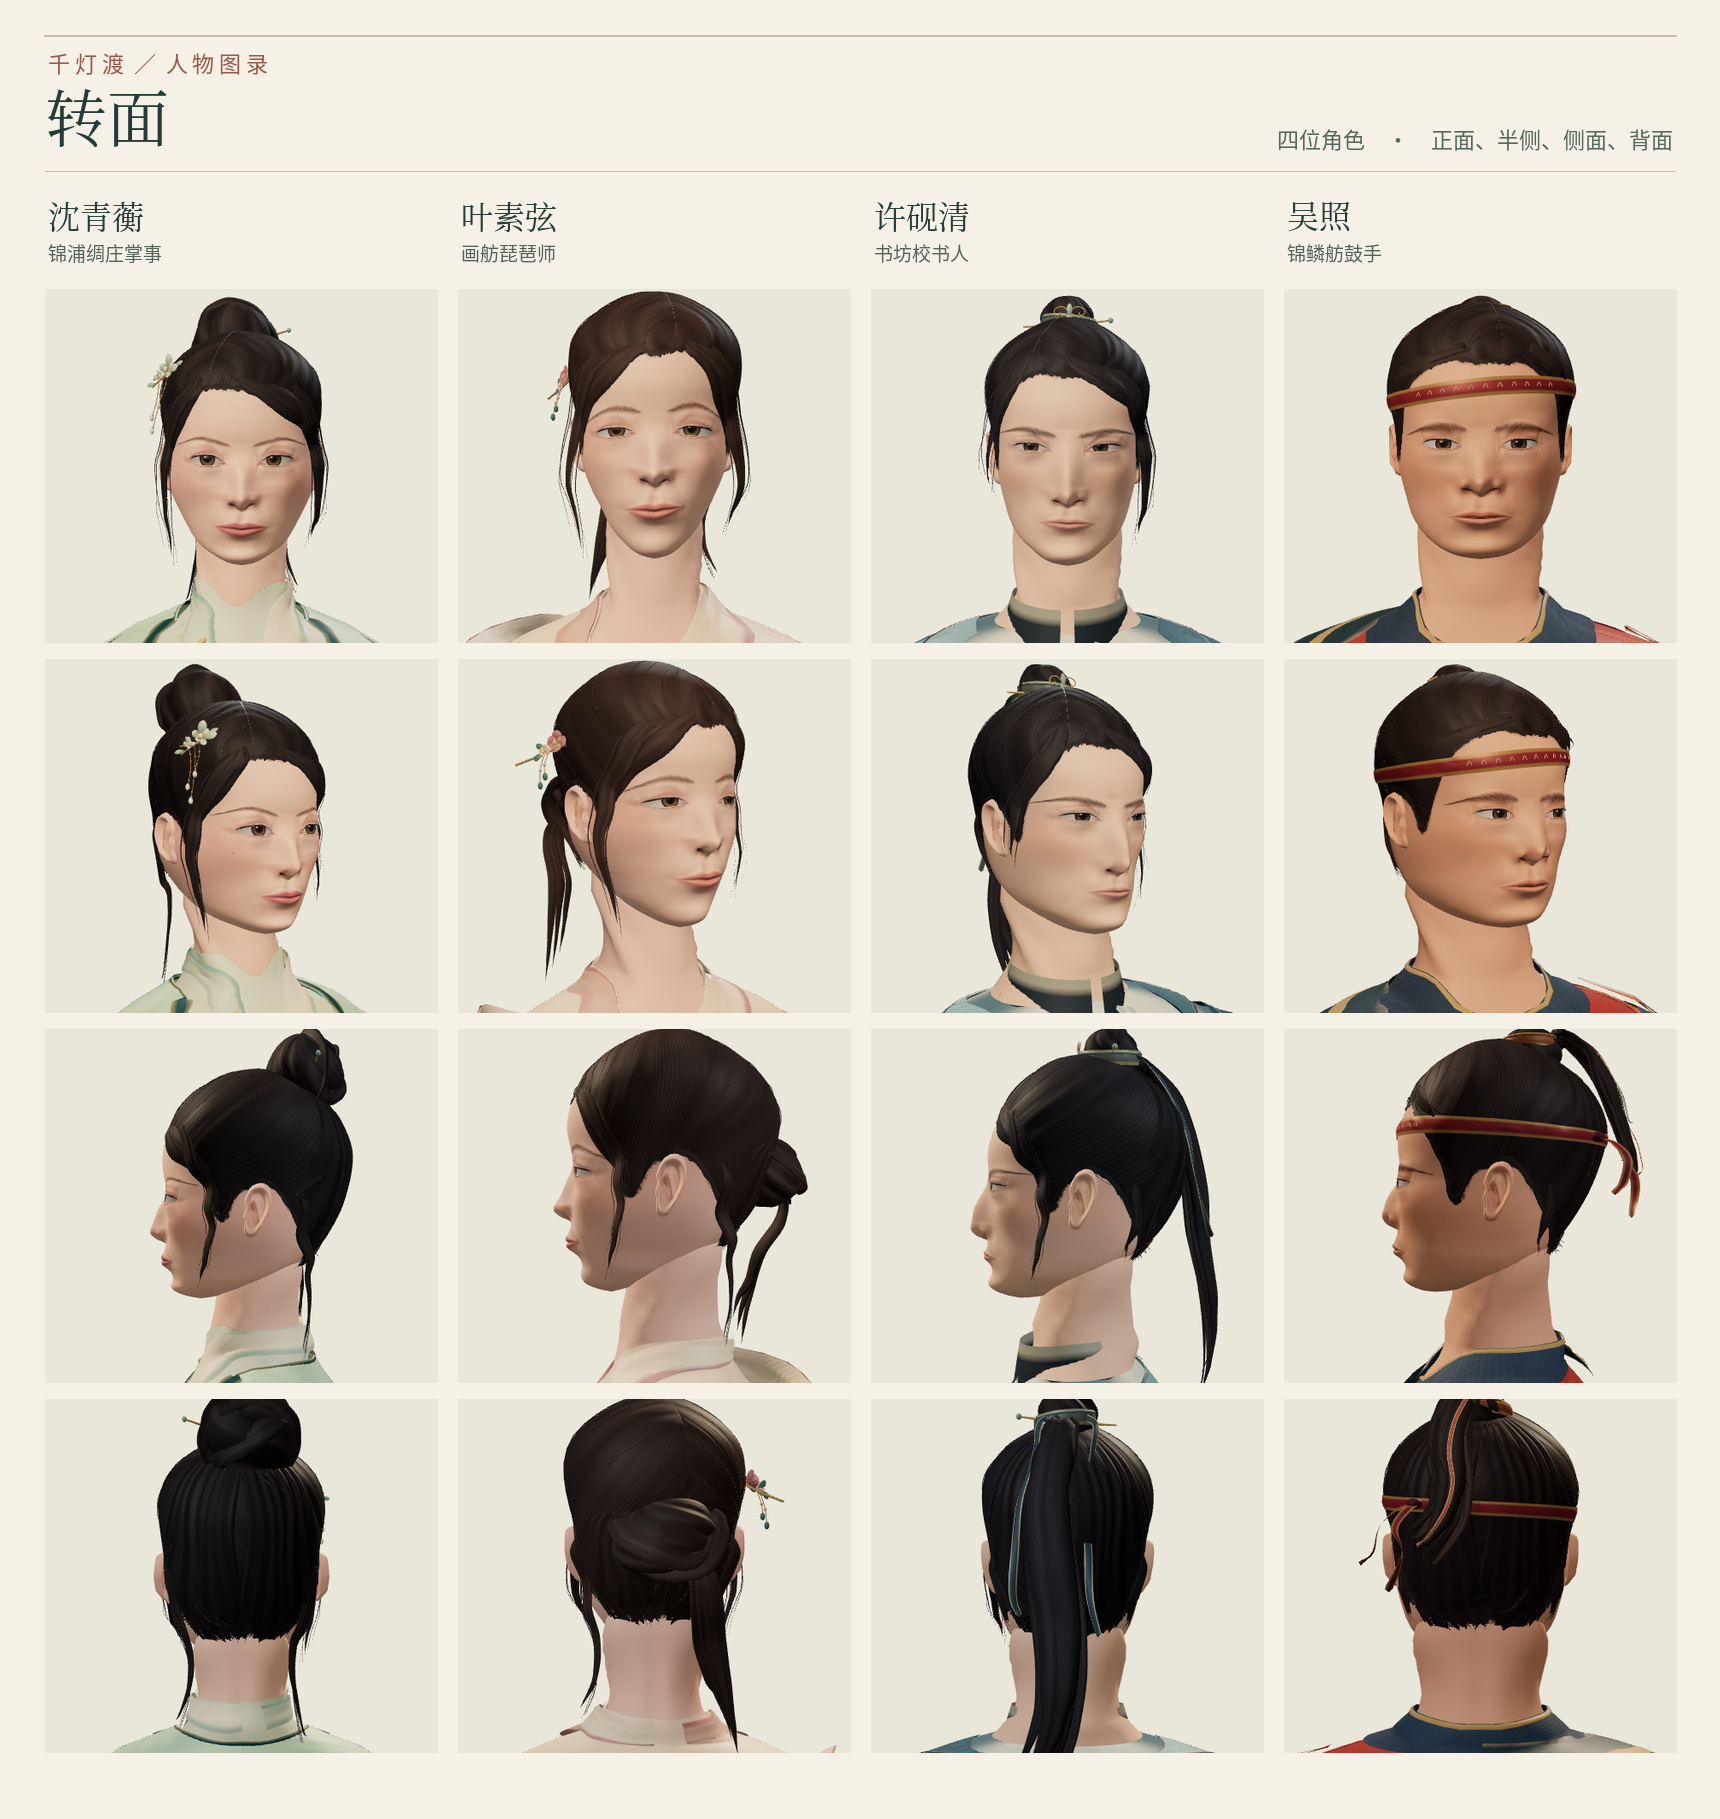 千灯渡 ／ 人物图录
转面
四位角色 · 正面、半侧、侧面、背面
沈青蘅
锦浦绸庄掌事
叶素弦
画舫琵琶师
许砚清
书坊校书人
吴照
锦鳞舫鼓手